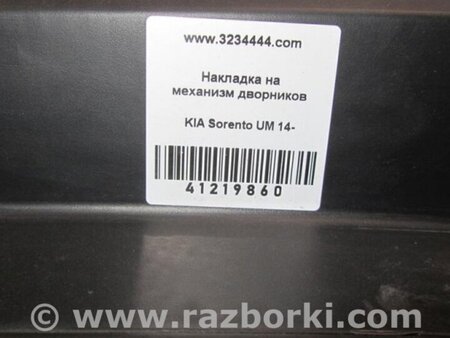 www.3234444.com
Накладка на
механизм дворников
KIA Sorento UM 14-
41219860
© www.razborki.com